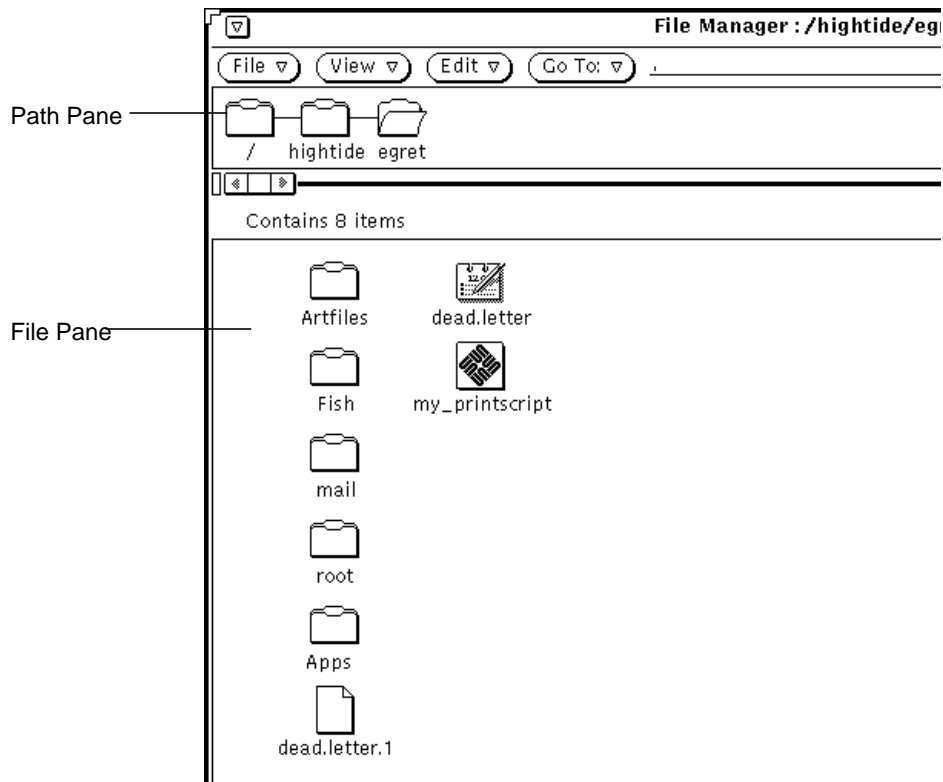 File Manager : /hightide/egr
File View Edit Go To:
Path Pane
/ hightide egret
Contains 8 items
Artfiles dead.letter
File Pane
Fish my_printscript
mail
root
Apps
dead.letter.1